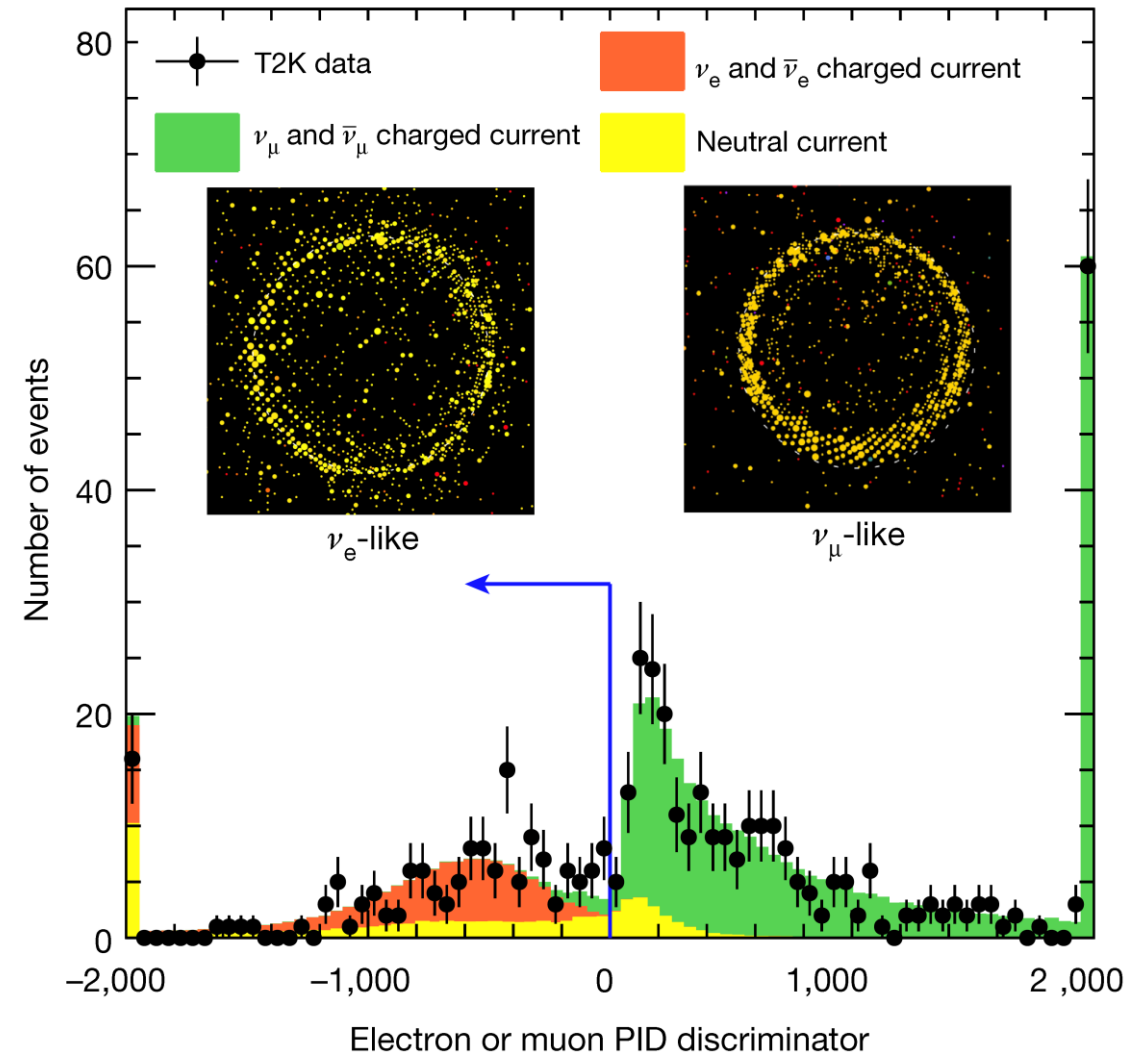 80
60
40
20
0
Number of events
T2K data
νμ and ν̅μ charged current
νe and ν̅e charged current
Neutral current
νe-like
νμ-like
–2,000
–1,000
0
1,000
2 ,000
Electron or muon PID discriminator